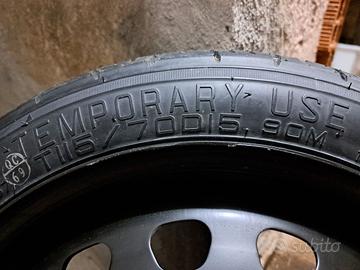 TEMPORARY USE
T115/70D15, 90M
subito